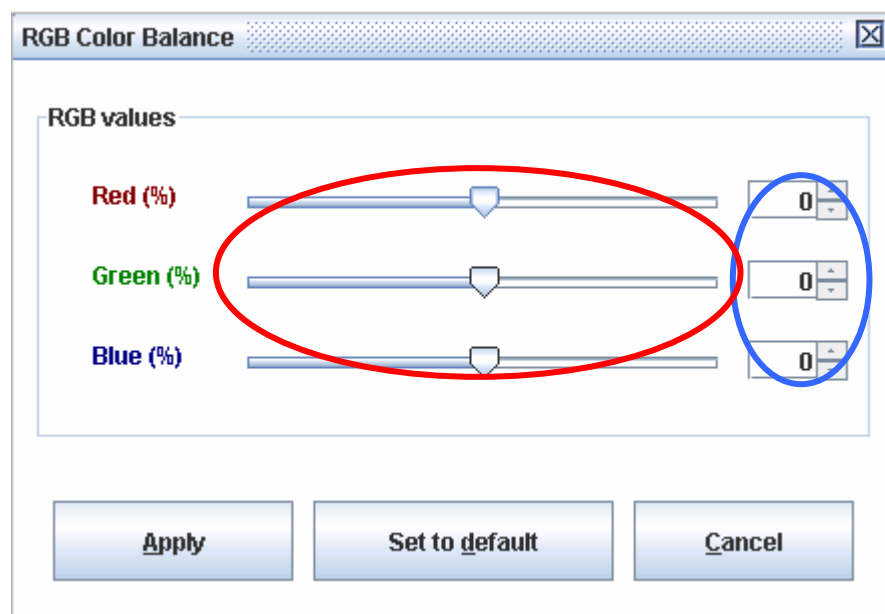 RGB Color Balance
RGB values
Red (%) 0
Green (%) 0
Blue (%) 0
Apply Set to default Cancel